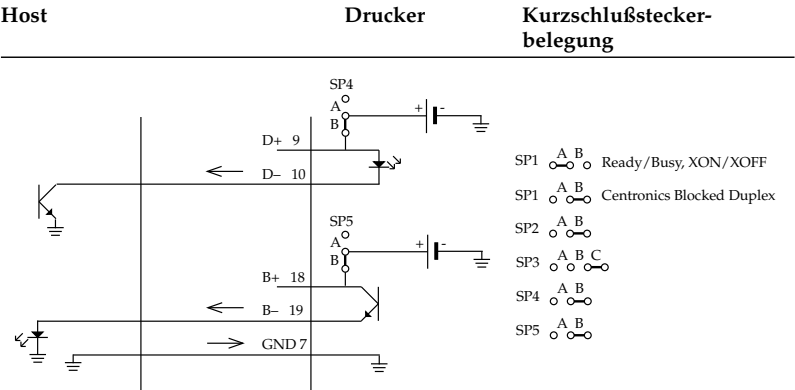 Host Drucker Kurzschlußstecker-
belegung
SP4
A
+ -
B
D+ 9
D– 10
SP5
A
+ -
B
B+ 18
B– 19
GND 7
SP1 A B Ready/Busy, XON/XOFF
SP1 A B Centronics Blocked Duplex
SP2 A B
SP3 A B C
SP4 A B
SP5 A B